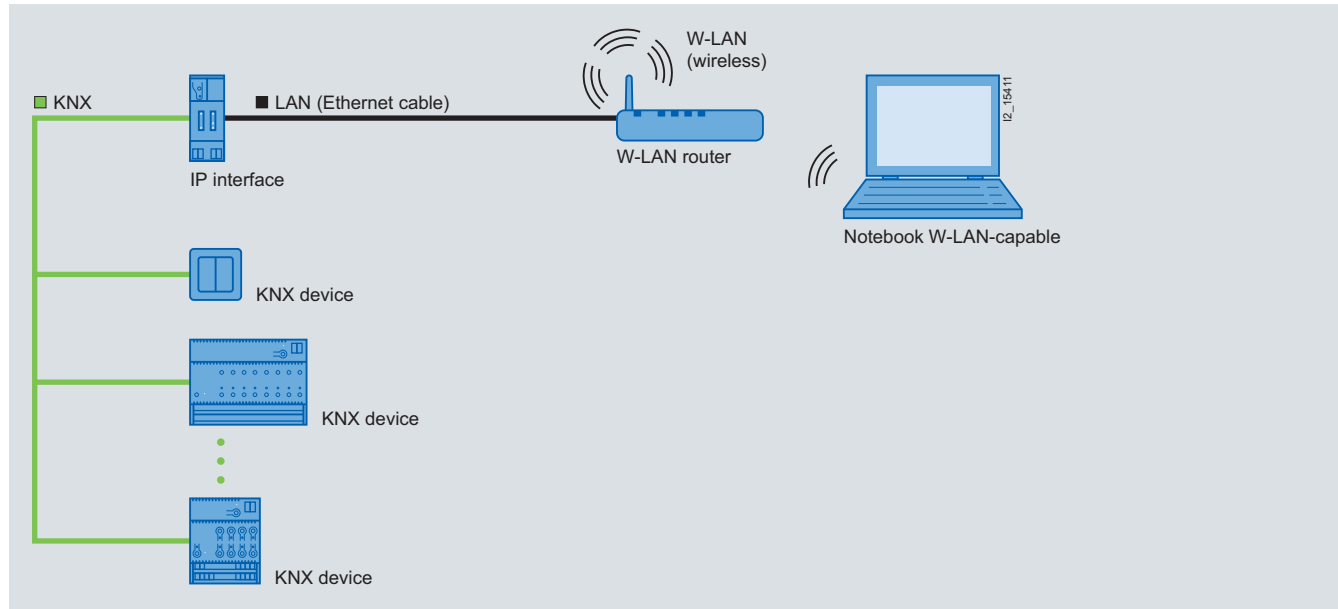 W-LAN
(wireless)
KNX
LAN (Ethernet cable)
I2_15411
W-LAN router
IP interface
Notebook W-LAN-capable
KNX device
KNX device
KNX device